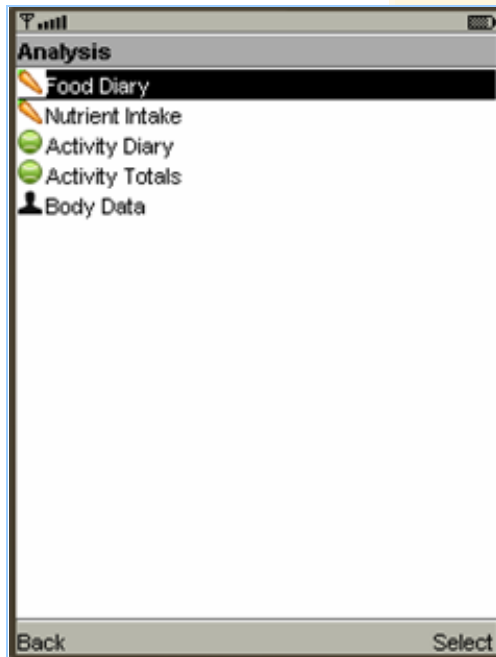 Analysis
Food Diary
Nutrient Intake
Activity Diary
Activity Totals
Body Data
Back Select